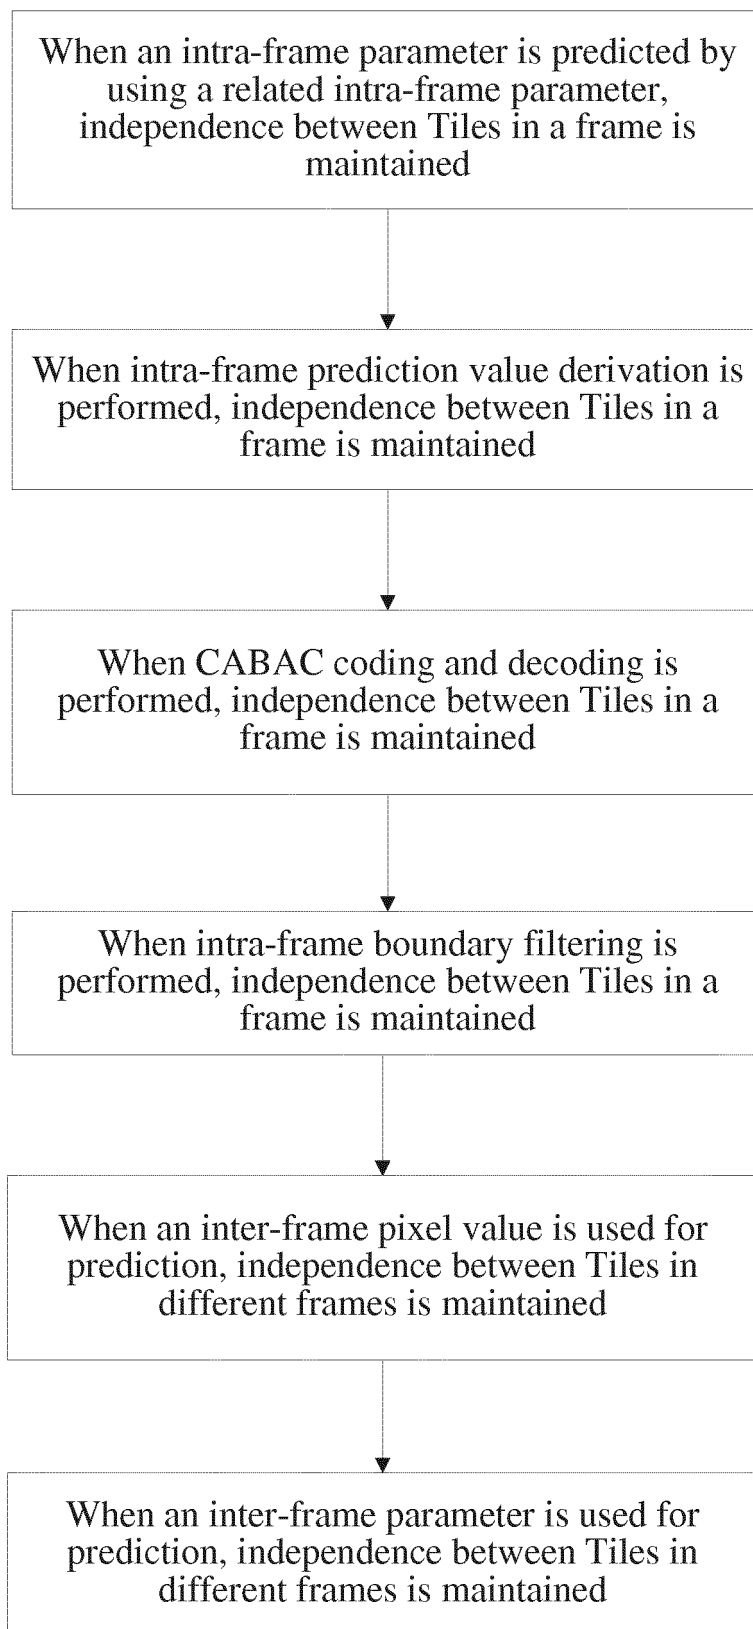 When an intra-frame parameter is predicted by
using a related intra-frame parameter,
independence between Tiles in a frame is
maintained
When intra-frame prediction value derivation is
performed, independence between Tiles in a
frame is maintained
When CABAC coding and decoding is
performed, independence between Tiles in a
frame is maintained
When intra-frame boundary filtering is
performed, independence between Tiles in a
frame is maintained
When an inter-frame pixel value is used for
prediction, independence between Tiles in
different frames is maintained
When an inter-frame parameter is used for
prediction, independence between Tiles in
different frames is maintained